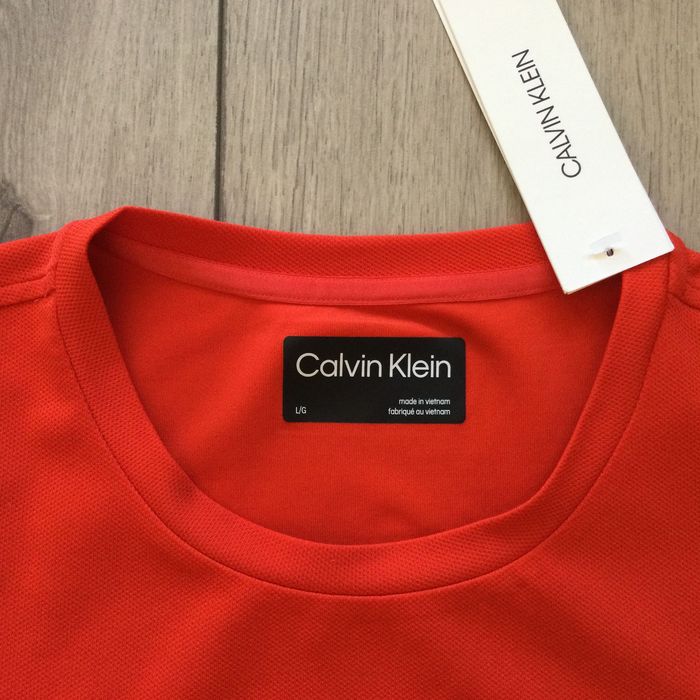 CALVIN KLEIN
Calvin Klein
made in vietnam
L/G
fabriqué au vietnam